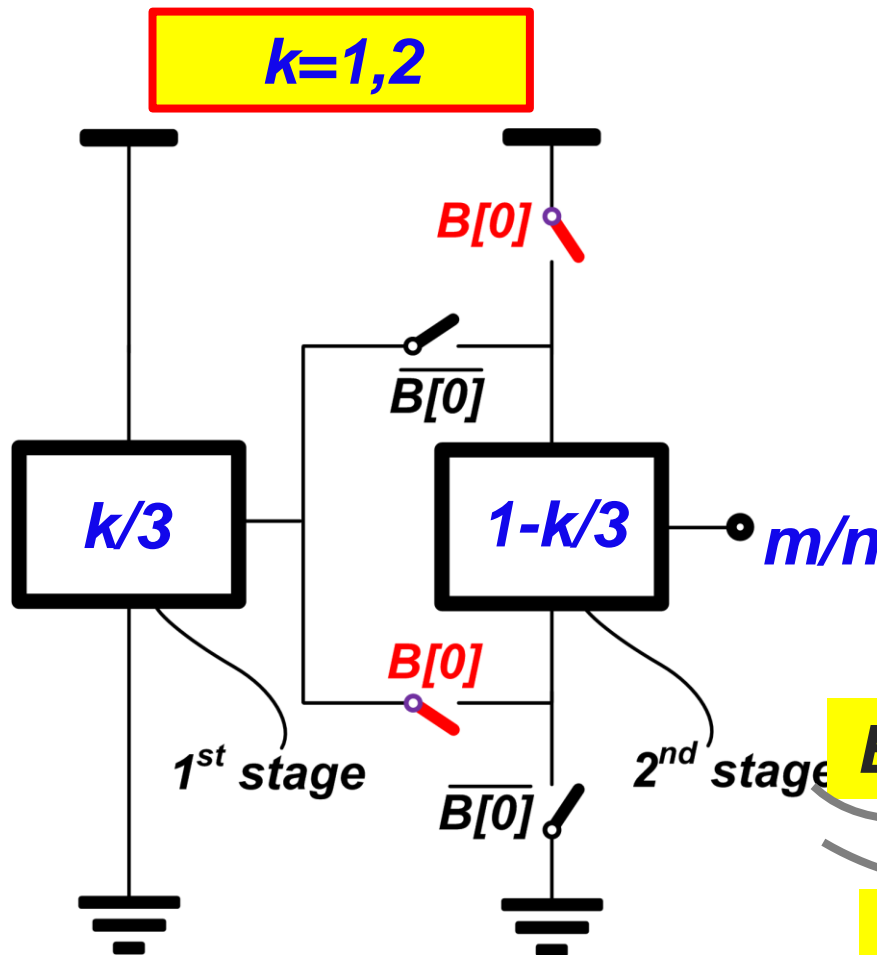 k=1,2
B[0]
B[0]
k/3
1-k/3
m/n
B[0]
1st stage
2nd stage
B[0]